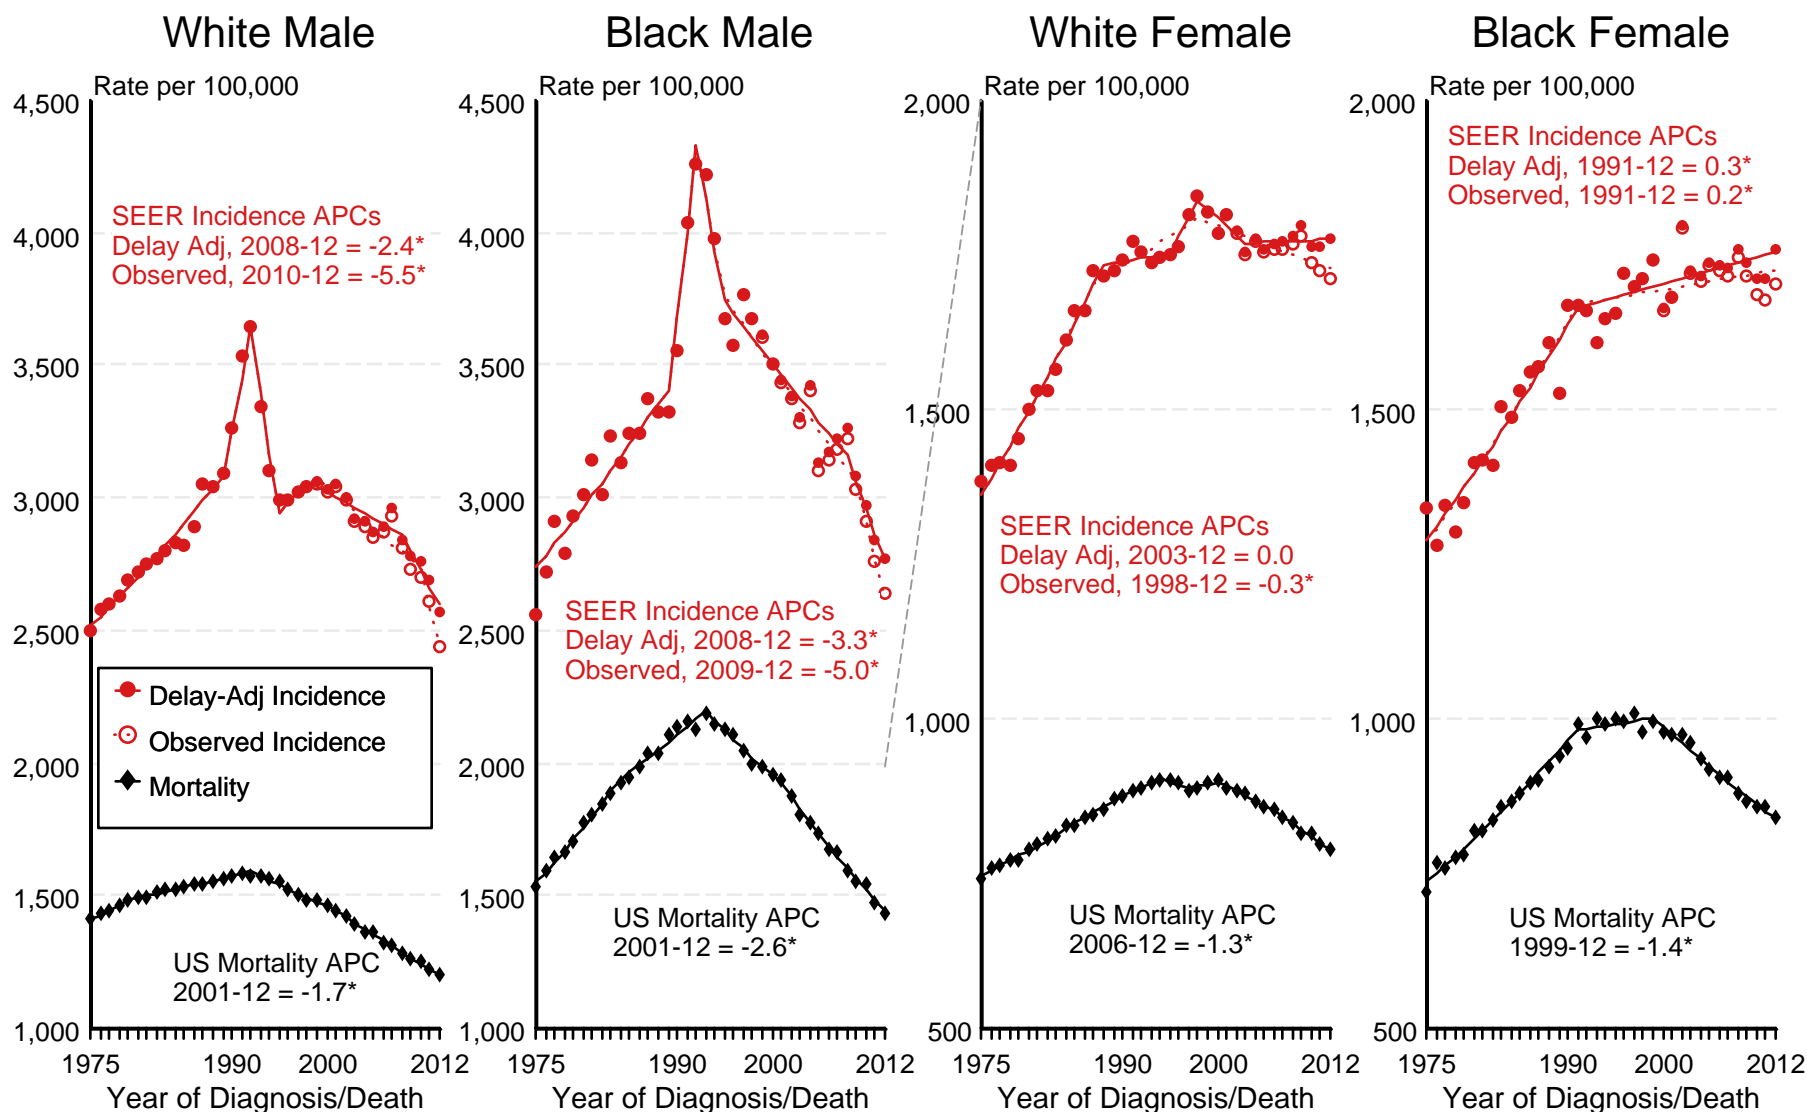 White Male
Rate per 100,000
4,500
4,000
3,500
3,000
2,500
2,000
1,500
1,000
SEER Incidence APCs
Delay Adj, 2008-12 = -2.4*
Observed, 2010-12 = -5.5*
Delay-Adj Incidence
Observed Incidence
Mortality
US Mortality APC
2001-12 = -1.7*
1975
1990
2000
2012
Year of Diagnosis/Death
Black Male
Rate per 100,000
4,500
4,000
3,500
3,000
2,500
2,000
1,500
1,000
SEER Incidence APCs
Delay Adj, 2008-12 = -3.3*
Observed, 2009-12 = -5.0*
US Mortality APC
2001-12 = -2.6*
1975
1990
2000
2012
Year of Diagnosis/Death
White Female
Rate per 100,000
2,000
1,500
1,000
500
SEER Incidence APCs
Delay Adj, 2003-12 = 0.0
Observed, 1998-12 = -0.3*
US Mortality APC
2006-12 = -1.3*
1975
1990
2000
2012
Year of Diagnosis/Death
Black Female
Rate per 100,000
2,000
1,500
1,000
500
SEER Incidence APCs
Delay Adj, 1991-12 = 0.3*
Observed, 1991-12 = 0.2*
US Mortality APC
1999-12 = -1.4*
1975
1990
2000
2012
Year of Diagnosis/Death